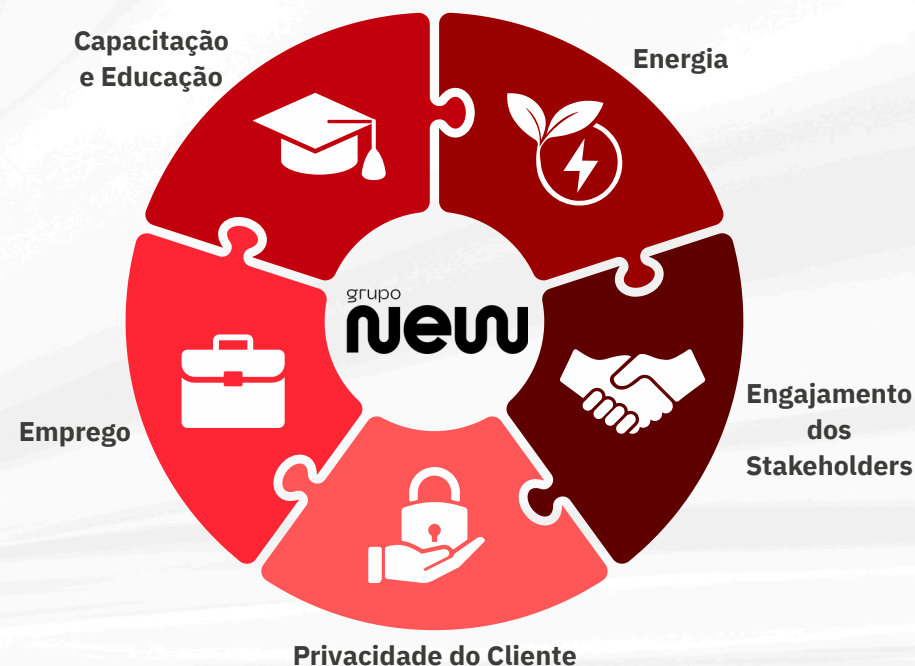 Capacitação
e Educação
Energia
grupo
New
Emprego
Engajamento
dos
Stakeholders
Privacidade do Cliente